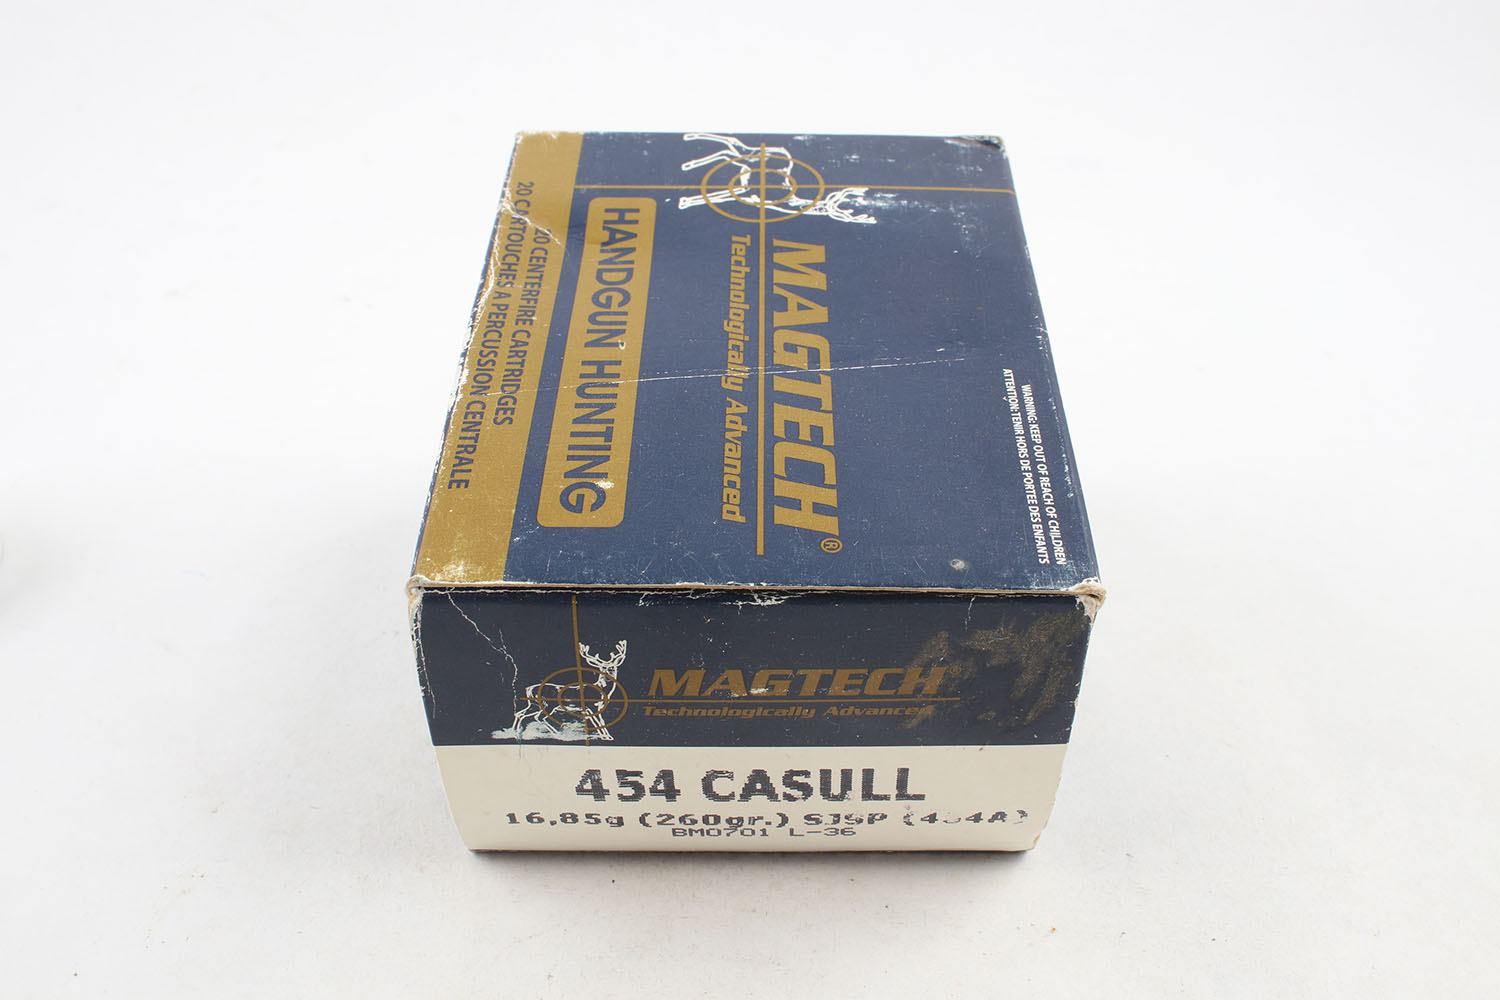 MAGTECH®
Technologically Advanced
HANDGUN HUNTING
20 CENTERFIRE CARTRIDGES
20 CARTOUCHES A PERCUSSION CENTRALE
WARNING: KEEP OUT OF REACH OF CHILDREN
ATTENTION: TENIR HORS DE PORTEE DES ENFANTS
MAGTECH®
Technologically Advanced
454 CASULL
16,85g (260gr.) SJSP (454A)
BM0701 L-36